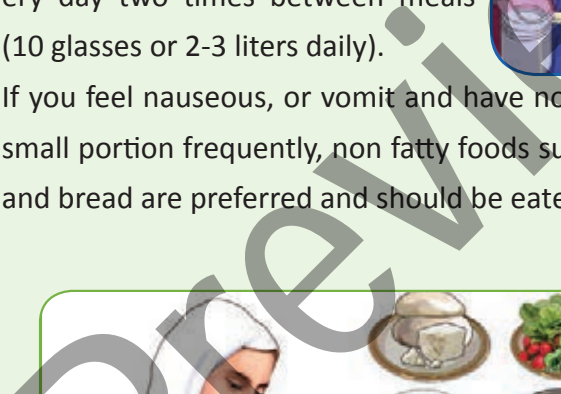 ery day two times between meals
(10 glasses or 2-3 liters daily).
If you feel nauseous, or vomit and have no
small portion frequently, non fatty foods su
and bread are preferred and should be eate
Previ